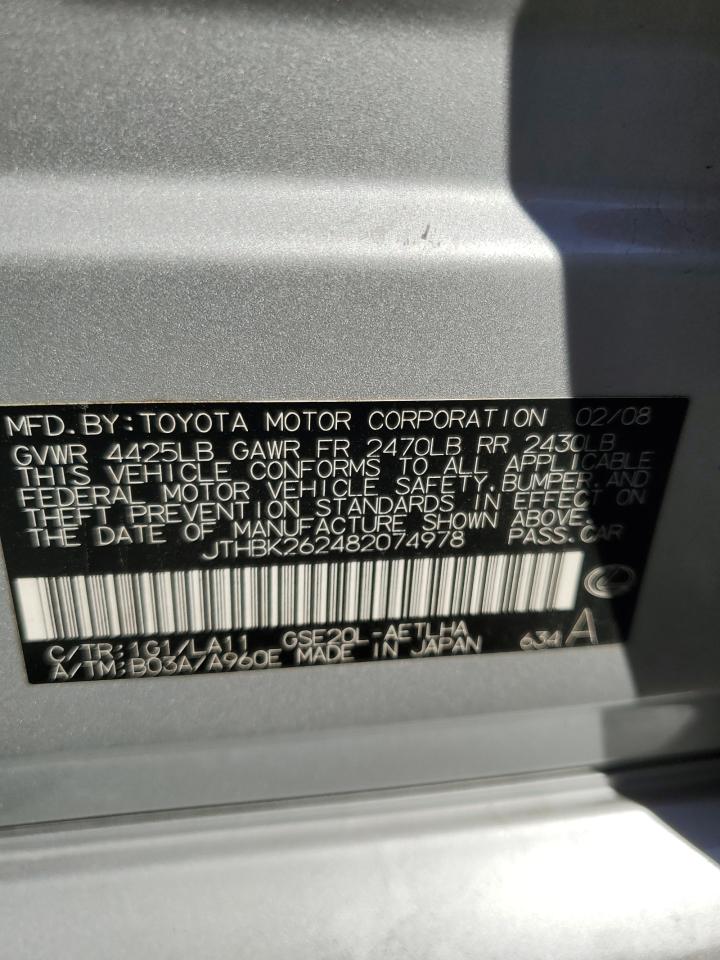 MFD.BY:TOYOTA MOTOR CORPORATION 02/08
GVWR 4425LB GAWR FR 2470LB RR 2430LB
THIS VEHICLE CONFORMS TO ALL APPLICABLE
FEDERAL MOTOR VEHICLE SAFETY,BUMPER,AND
THEFT PREVENTION STANDARDS IN EFFECT ON
THE DATE OF MANUFACTURE SHOWN ABOVE.
JTHBK262482074978 PASS.CAR
C/TR:1G1/LA11 GSE20L-AETLHA
A/TM:B03A/A960E MADE IN JAPAN 634 A